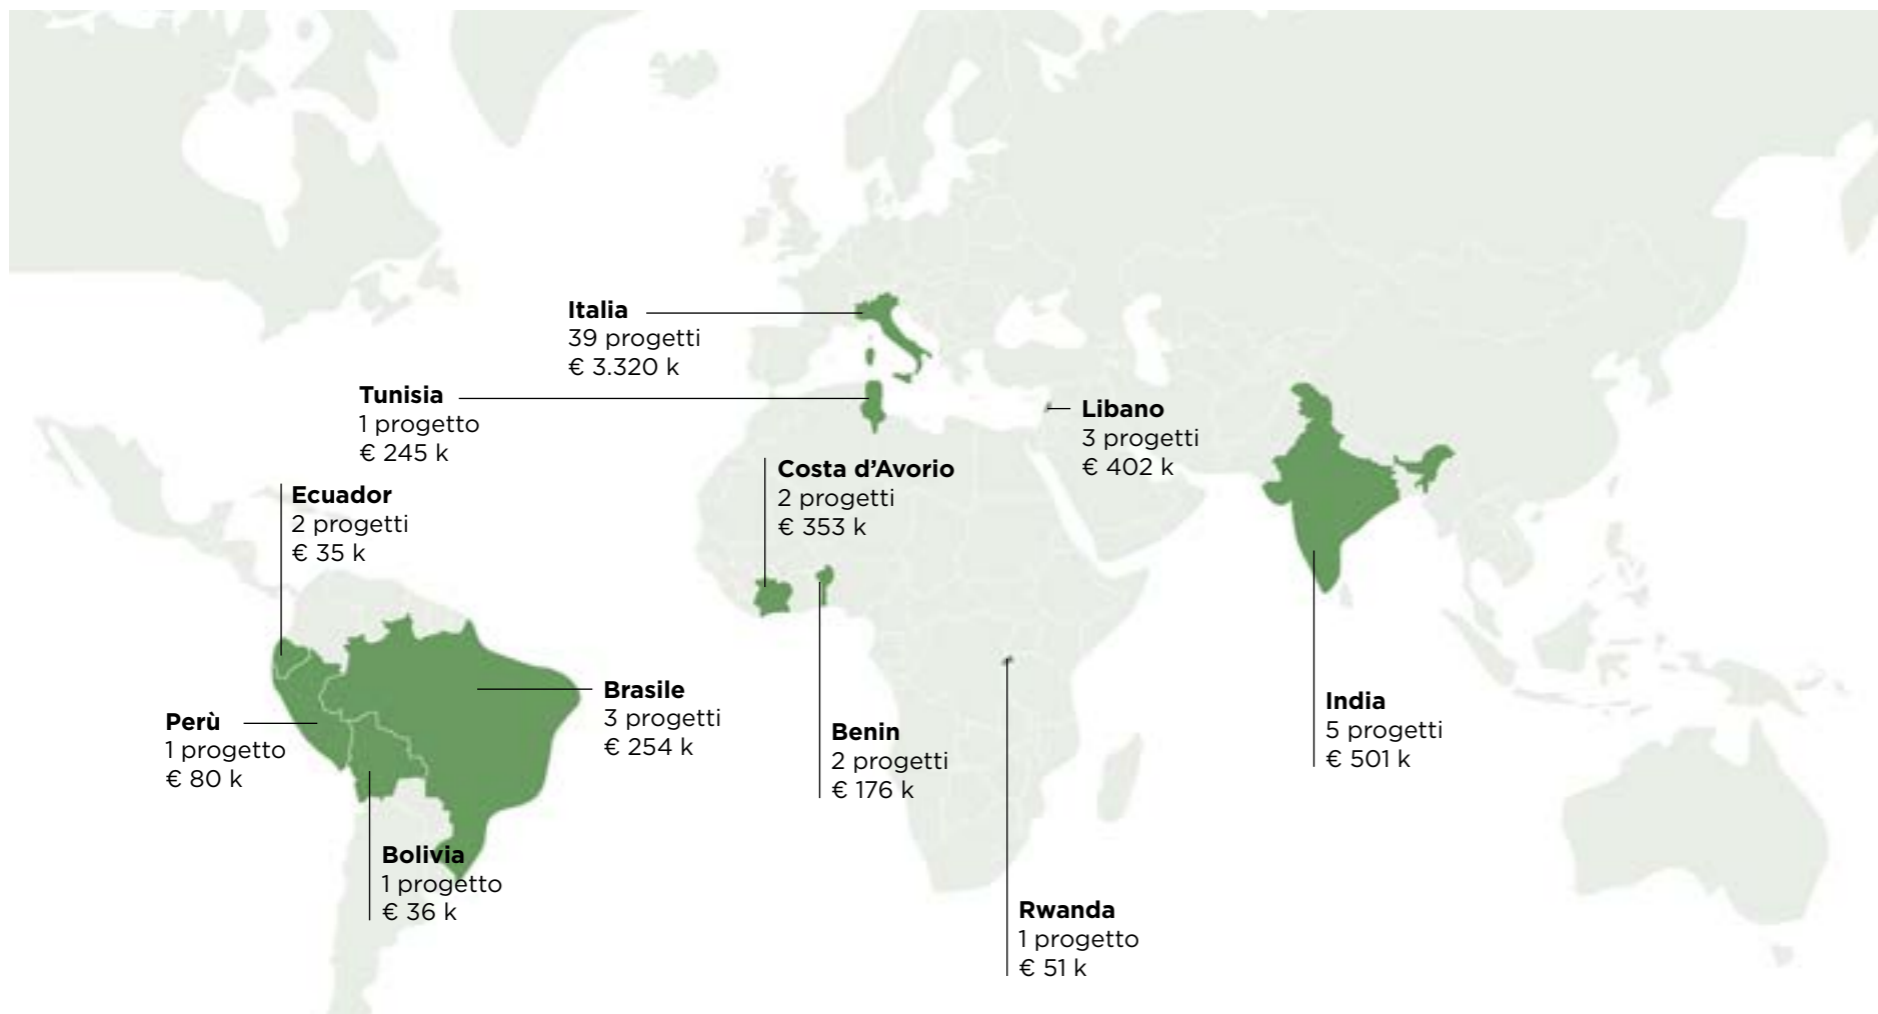 Italia
39 progetti
€ 3.320 k
Tunisia
1 progetto
€ 245 k
Libano
3 progetti
€ 402 k
Costa d’Avorio
2 progetti
€ 353 k
Ecuador
2 progetti
€ 35 k
Brasile
3 progetti
€ 254 k
Perù
1 progetto
€ 80 k
Benin
2 progetti
€ 176 k
India
5 progetti
€ 501 k
Bolivia
1 progetto
€ 36 k
Rwanda
1 progetto
€ 51 k